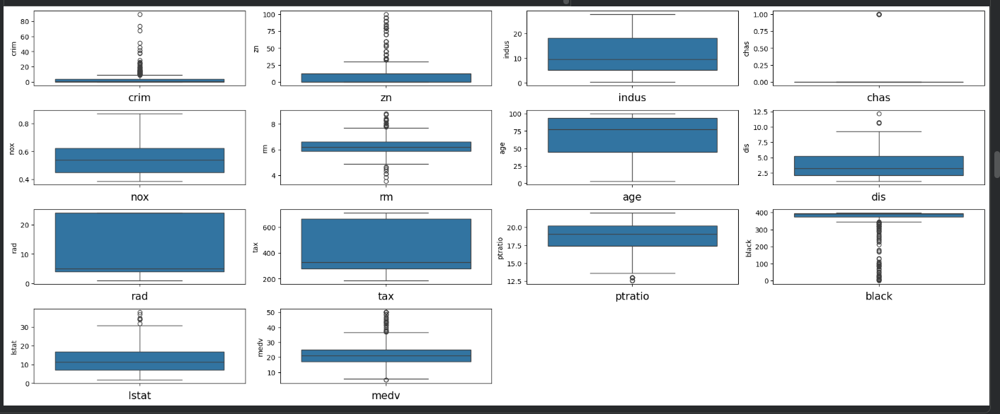 80
60
40
20
0
crim
crim
100
75
50
25
0
zn
zn
20
10
0
indus
indus
1.00
0.75
0.50
0.25
0.00
chas
chas
0.8
0.6
0.4
nox
nox
8
6
4
rm
rm
100
75
50
25
0
age
age
12.5
10.0
7.5
5.0
2.5
dis
dis
20
10
0
rad
rad
600
400
200
tax
tax
20.0
17.5
15.0
12.5
ptratio
ptratio
400
300
200
100
0
black
black
30
20
10
0
lstat
lstat
50
40
30
20
10
medv
medv